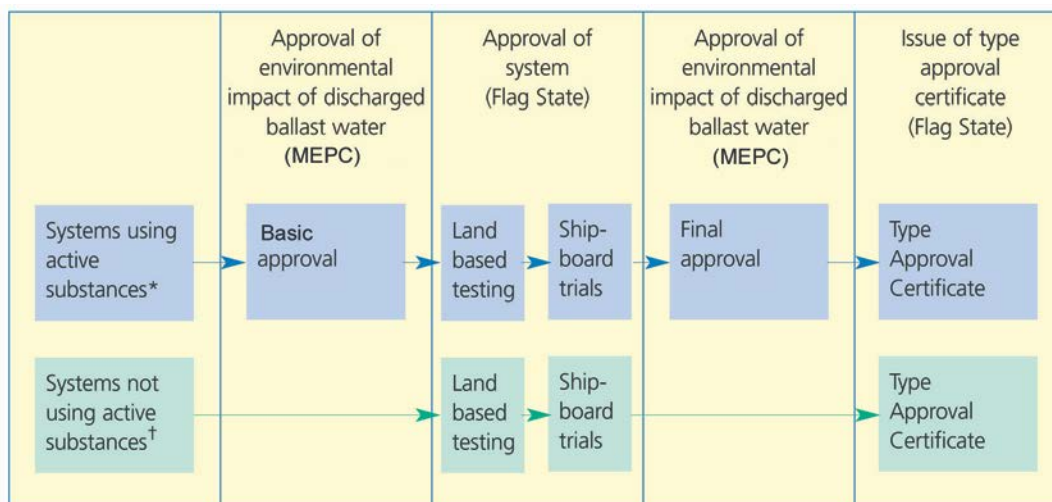 Approval of
environmental
impact of discharged
ballast water
(MEPC)
Approval of
system
(Flag State)
Approval of
environmental
impact of discharged
ballast water
(MEPC)
Issue of type
approval
certificate
(Flag State)
Systems using
active
substances*
Basic
approval
Land
based
testing
Ship-
board
trials
Final
approval
Type
Approval
Certificate
Systems not
using active
substances†
Land
based
testing
Ship-
board
trials
Type
Approval
Certificate